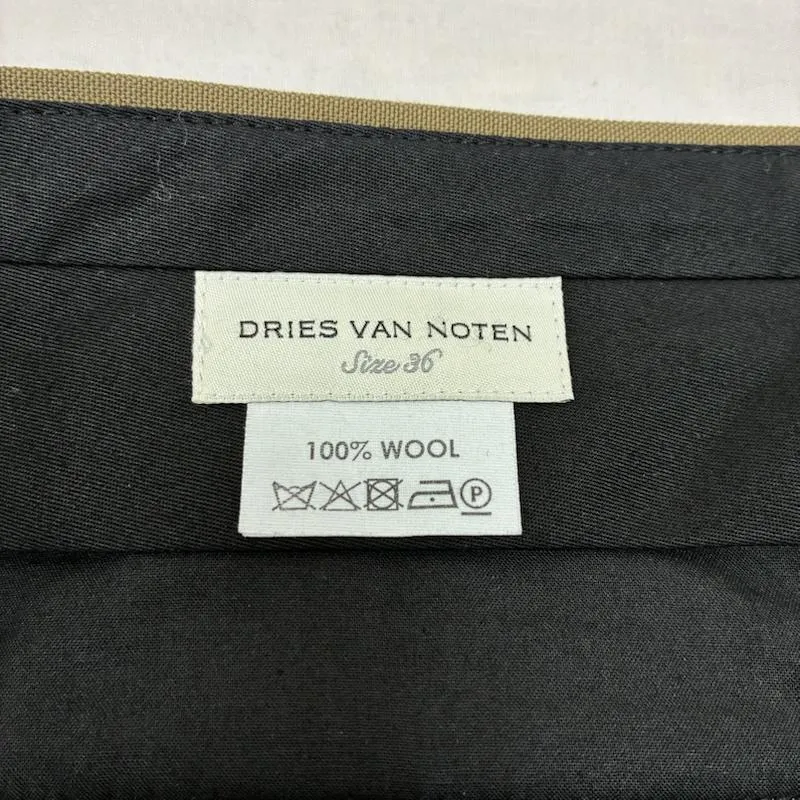 DRIES VAN NOTEN
Size 36
100% WOOL
P